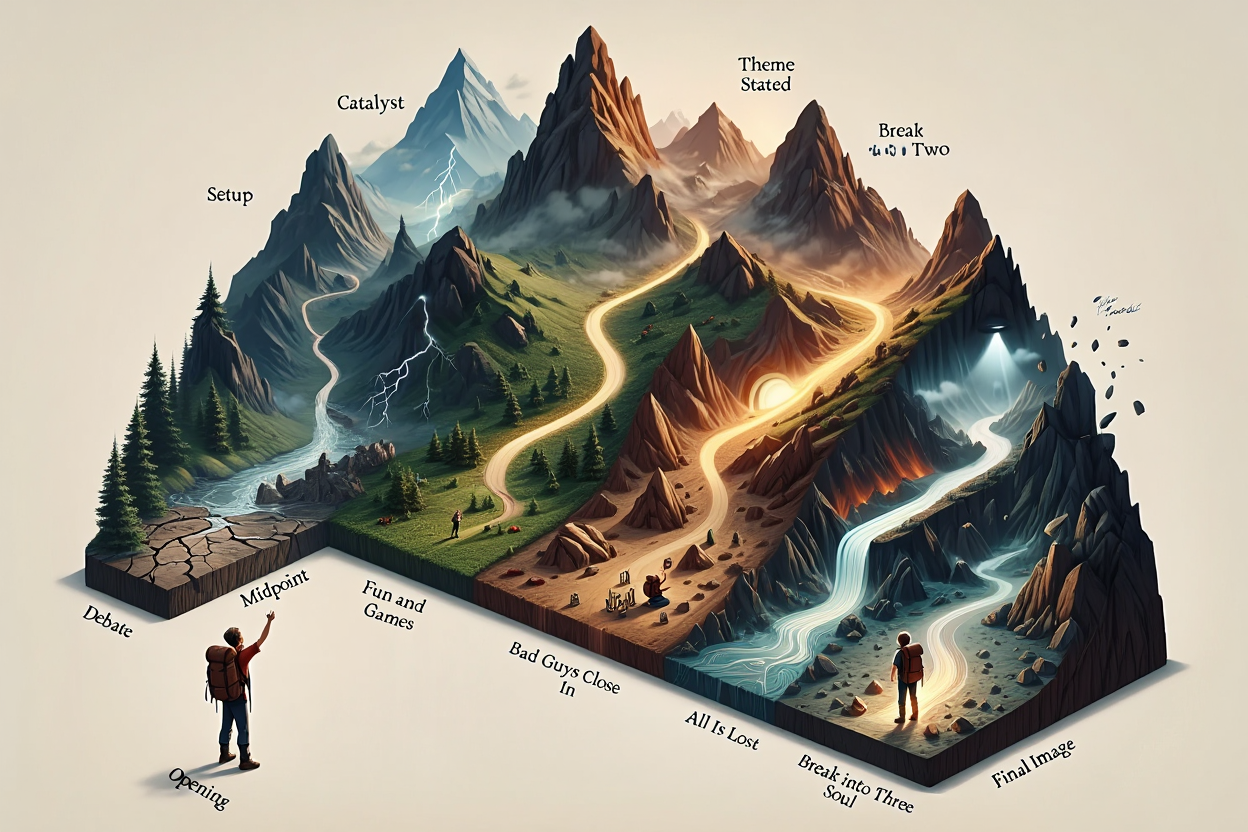 Theme
Stated
Catalyst
Break
Two
Setup
Midpoint
Fun and
Games
Debate
Bad Guys Close
In
All Is Lost
Final Image
Break into Three
Soul
Opening